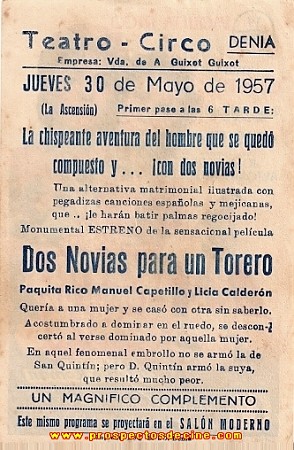 Teatro - Circo DENIA
Empresa: Vda. de A Guixot Guixot
JUEVES 30 de Mayo de 1957
(La Ascensión) Primer pase a las 6 TARDE:
La chispeante aventura del hombre que se quedó
compuesto y... ¡con dos novias!
Una alternativa matrimonial ilustrada con
pegadizas canciones españolas y mejicanas,
que .. ¡le harán batir palmas regocijado!
Monumental ESTRENO de la sensacional película
Dos Novias para un Torero
Paquita Rico Manuel Capetillo y Licia Calderón
Quería a una mujer y se casó con otra sin saberlo.
Acostumbrado a dominar en el ruedo, se descon-
certó al verse dominado por aquella mujer.
En aquel fenomenal embrollo no se armó la de
San Quintín; pero D. Quintín armó la suya,
que resultó mucho peor.
UN MAGNIFICO COMPLEMENTO
Este mismo programa se proyectará en el SALÓN MODERNO
www.prospectosdecine.com